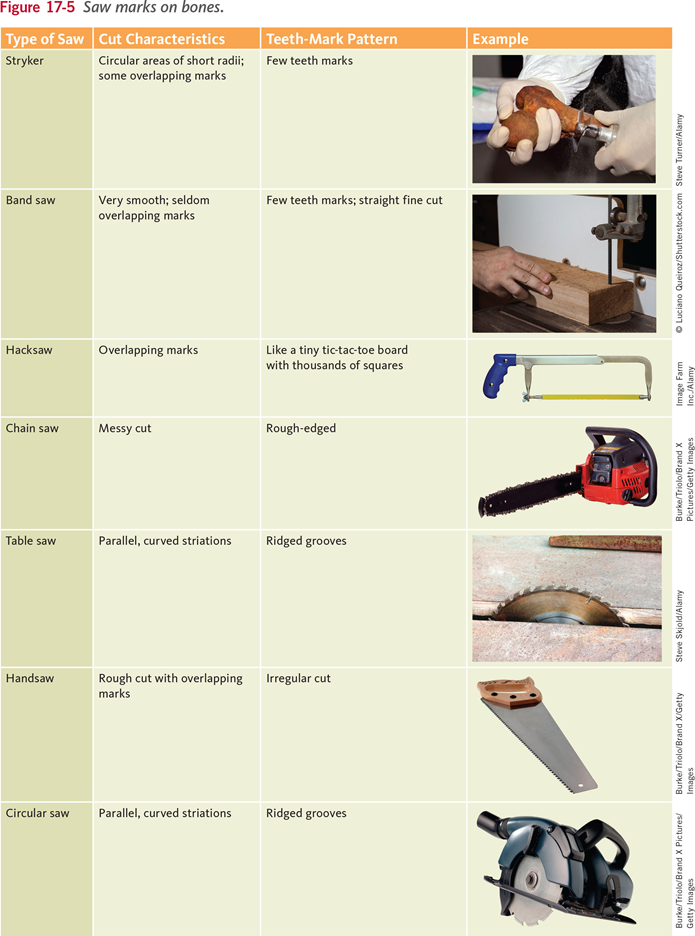 Figure 17-5 Saw marks on bones.
Type of Saw Cut Characteristics Teeth-Mark Pattern Example
Stryker Circular areas of short radii; Few teeth marks
some overlapping marks
Steve Turner/Alamy
Band saw Very smooth; seldom Few teeth marks; straight fine cut
overlapping marks
© Luciano Queiroz/Shutterstock.com
Hacksaw Overlapping marks Like a tiny tic-tac-toe board
with thousands of squares
Image Farm
Inc./Alamy
Chain saw Messy cut Rough-edged
Burke/Triolo/Brand X
Pictures/Getty Images
Table saw Parallel, curved striations Ridged grooves
Steve Skjold/Alamy
Handsaw Rough cut with overlapping Irregular cut
marks
Burke/Triolo/Brand X/Getty
Images
Circular saw Parallel, curved striations Ridged grooves
Burke/Triolo/Brand X Pictures/
Getty Images